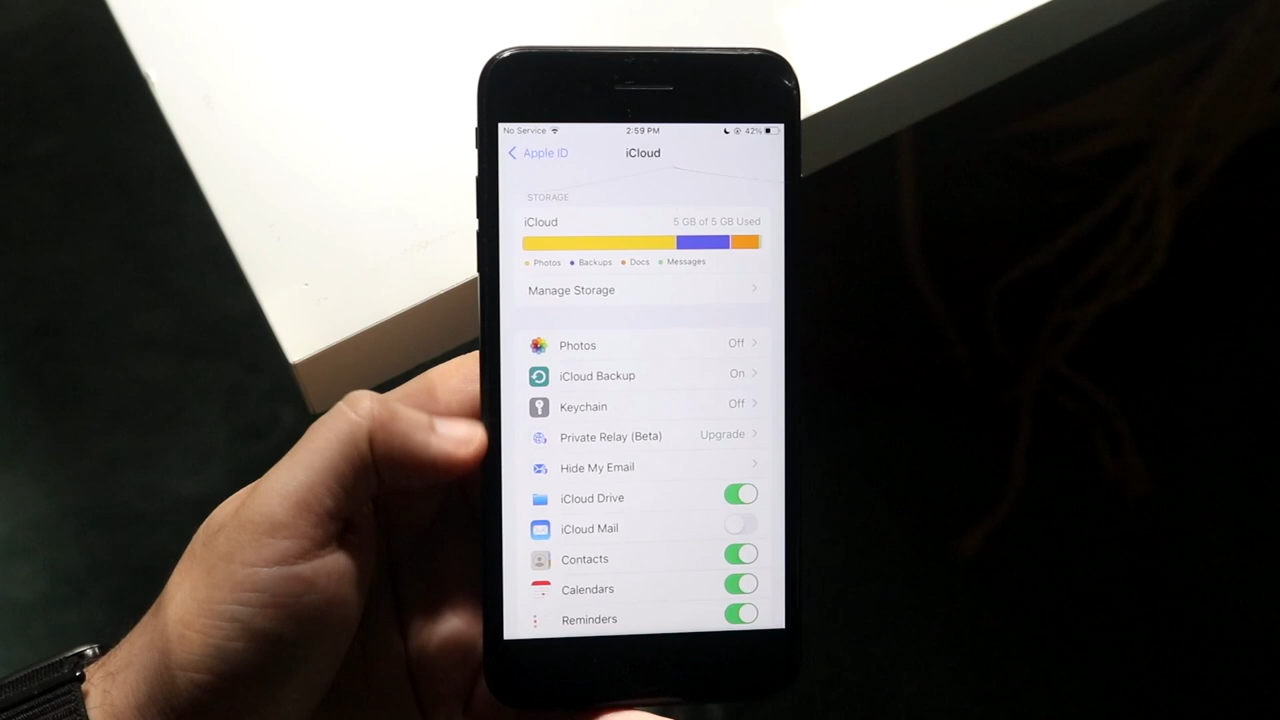 No Service 2:59 PM 42%
Apple ID iCloud
STORAGE
iCloud 5 GB of 5 GB Used
Photos Backups Docs Messages
Manage Storage
Photos Off
iCloud Backup On
Keychain Off
Private Relay (Beta) Upgrade
Hide My Email
iCloud Drive
iCloud Mail
Contacts
Calendars
Reminders